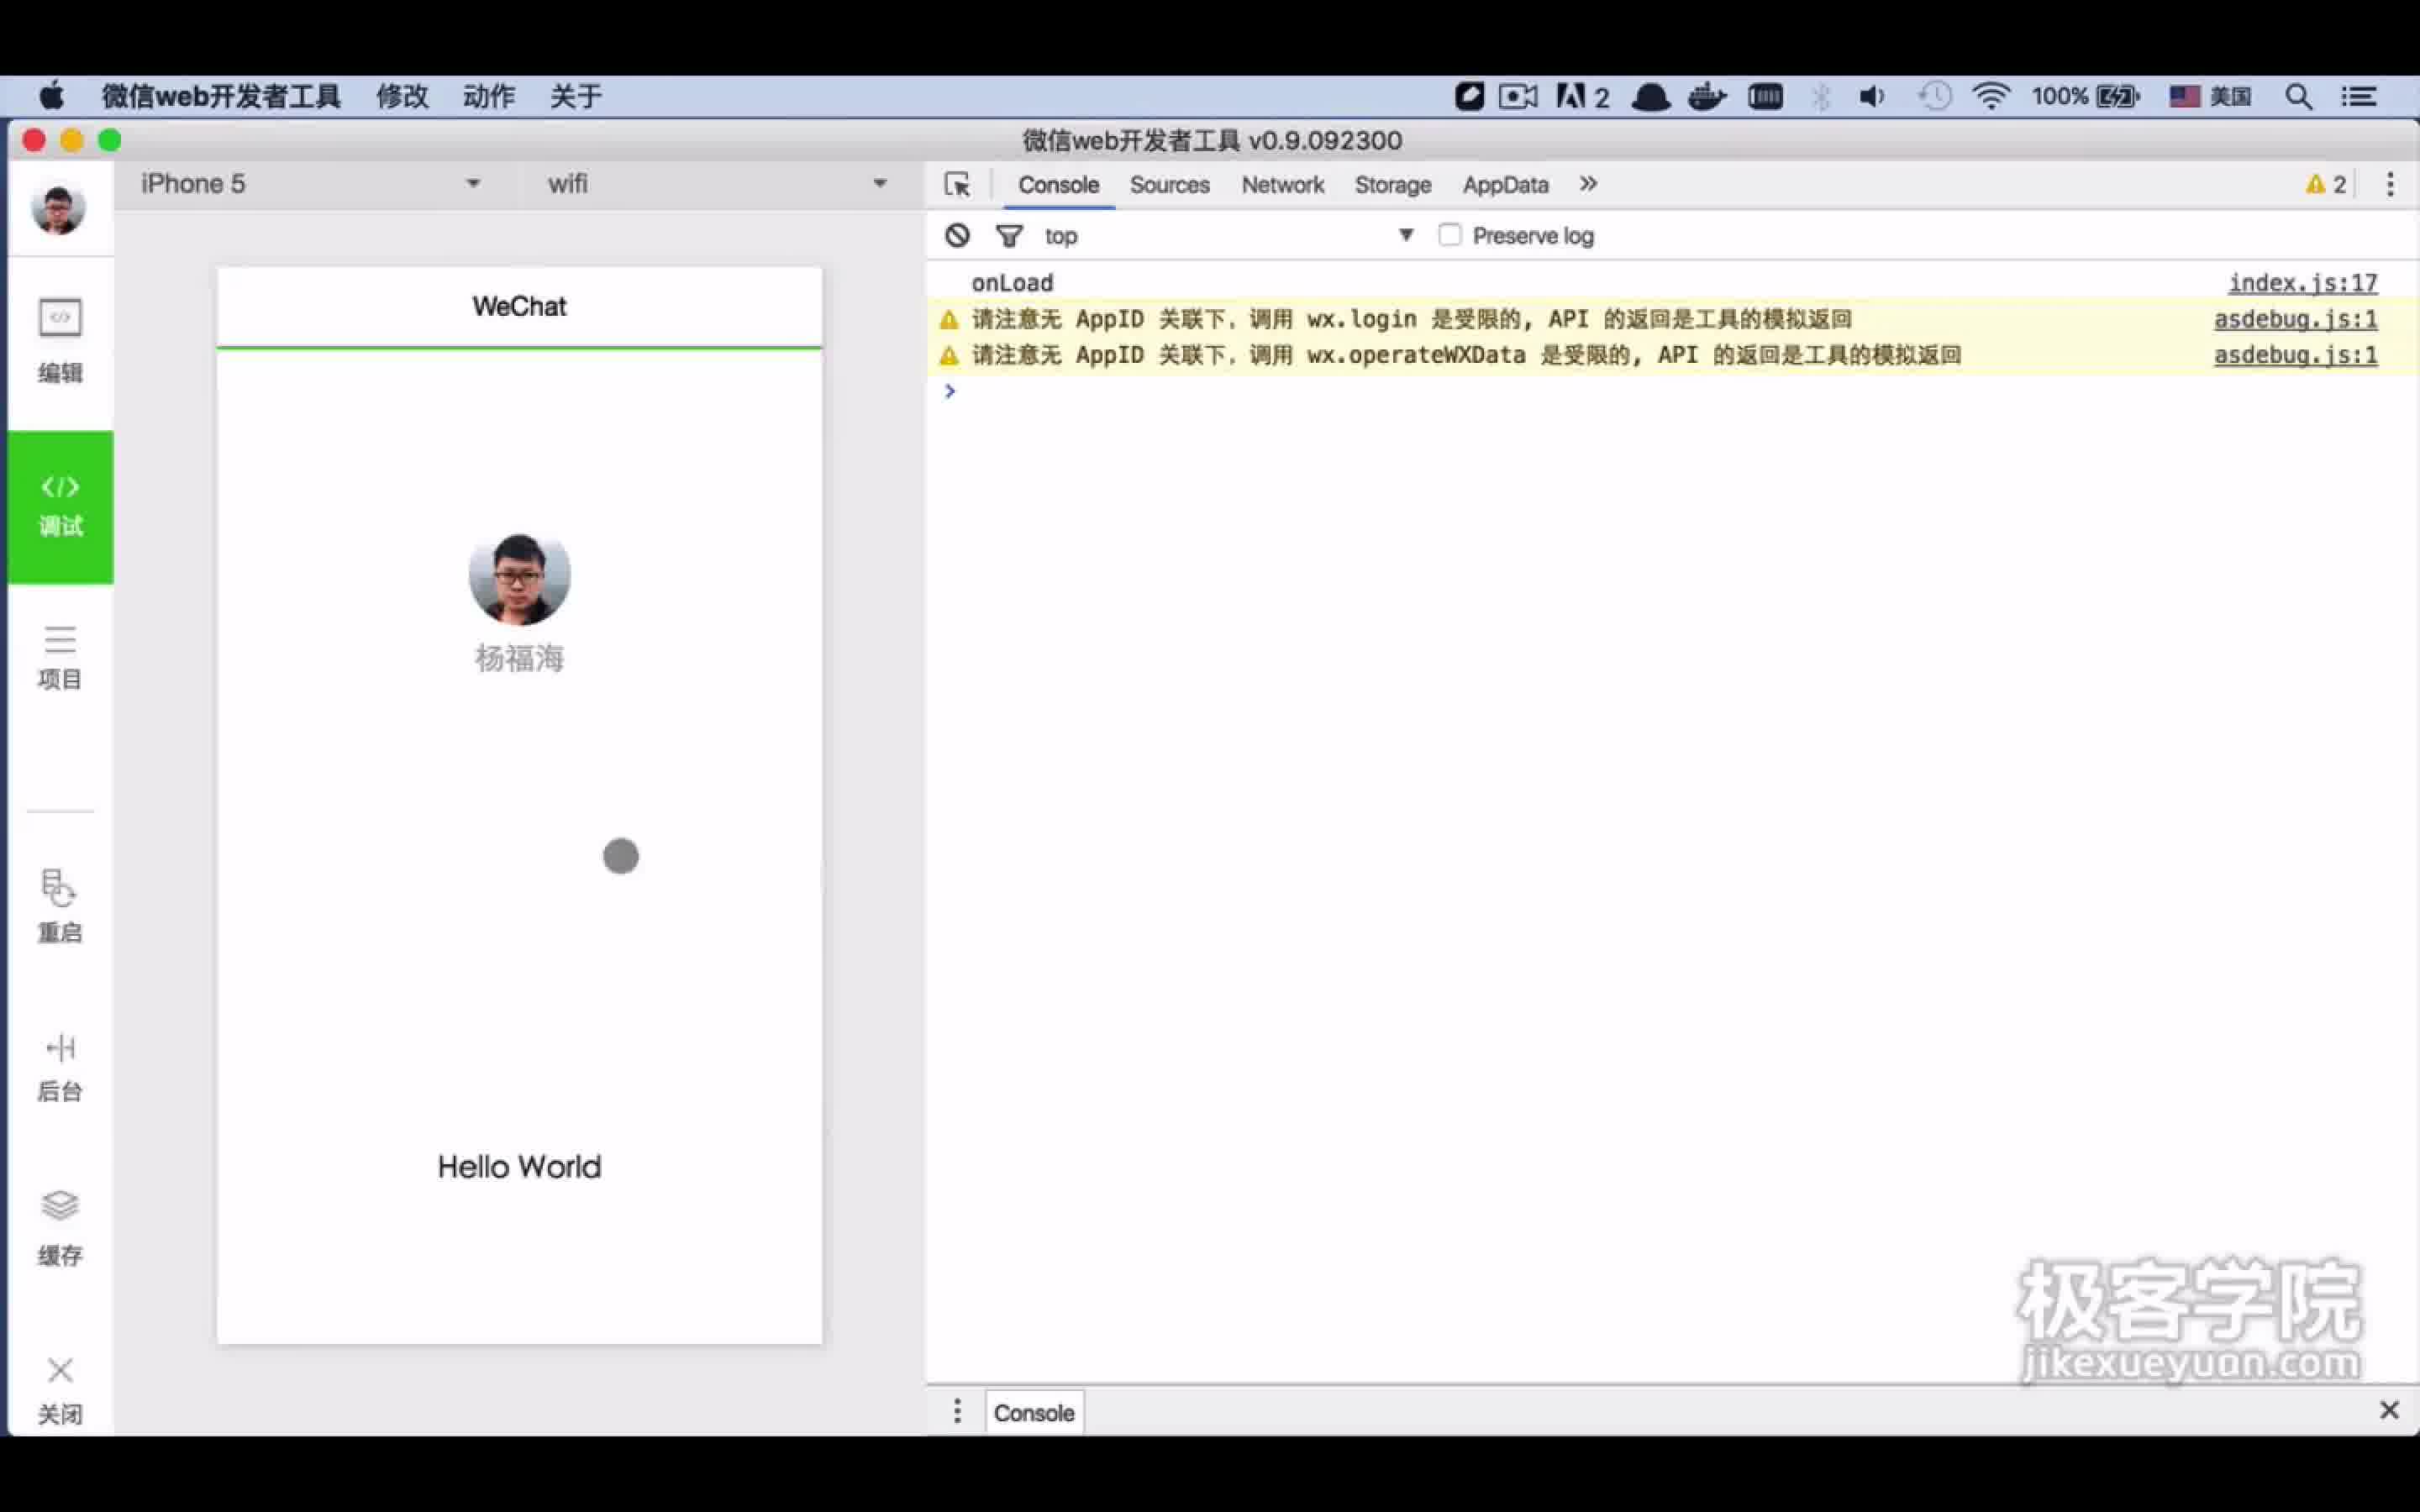 微信web开发者工具 修改 动作 关于 2 100% 美国
微信web开发者工具 v0.9.092300
iPhone 5 wifi
Console Sources Network Storage AppData » 2
top Preserve log
onLoad index.js:17
请注意无 AppID 关联下，调用 wx.login 是受限的, API 的返回是工具的模拟返回 asdebug.js:1
请注意无 AppID 关联下，调用 wx.operateWXData 是受限的, API 的返回是工具的模拟返回 asdebug.js:1
编辑
调试
项目
重启
后台
缓存
关闭
WeChat
杨福海
Hello World
极客学院
jikexueyuan.com
Console